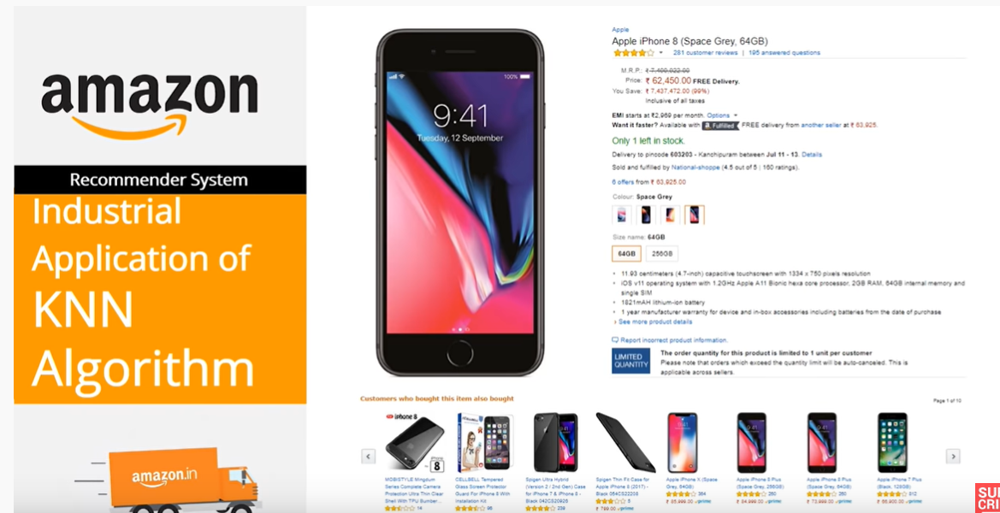 amazon
Recommender System
Industrial
Application of
KNN
Algorithm
amazon.in
100%
9:41
Tuesday, 12 September
Apple
Apple iPhone 8 (Space Grey, 64GB)
281 customer reviews | 195 answered questions
M.R.P.: ₹ 7,499,922.00
Price: ₹ 62,450.00 FREE Delivery.
You Save: ₹ 7,437,472.00 (99%)
Inclusive of all taxes
EMI starts at ₹2,969 per month. Options
Want it faster? Available with a Fulfilled FREE delivery from another seller at ₹ 63,925.
Only 1 left in stock.
Delivery to pincode 603203 - Kanchipuram between Jul 11 - 13. Details
Sold and fulfilled by National-shoppe (4.5 out of 5 | 160 ratings).
6 offers from ₹ 63,925.00
Colour: Space Grey
Size name: 64GB
64GB 256GB
• 11.93 centimeters (4.7-inch) capacitive touchscreen with 1334 x 750 pixels resolution
• iOS v11 operating system with 1.2GHz Apple A11 Bionic hexa core processor, 2GB RAM, 64GB internal memory and
single SIM
• 1821mAH lithium-ion battery
• 1 year manufacturer warranty for device and in-box accessories including batteries from the date of purchase
› See more product details
Report incorrect product information.
LIMITED
QUANTITY
The order quantity for this product is limited to 1 unit per customer
Please note that orders which exceed the quantity limit will be auto-canceled. This is
applicable across sellers.
Customers who bought this item also bought
Page 1 of 10
iphone 8
iPhone
8
MOBISTYLE Mingdum
Series Complete Camera
Protection Ultra Thin Clear
Shell With TPU Bumper...
14
CELLBELL Tempered
Glass Screen Protector
Guard For iPhone 8 With
Installation Kit
96
Spigen Ultra Hybrid
(Version 2 / 2nd Gen) Case
for iPhone 7 & iPhone 8 -
Black 042CS20926
239
Spigen Thin Fit Case for
Apple iPhone 8 (2017) -
Black 054CS22208
5
₹ 799.00 prime
Apple iPhone X (Space
Grey, 64GB)
364
₹ 85,999.00 prime
Apple iPhone 8 Plus
(Space Grey, 256GB)
260
₹ 84,999.00 prime
Apple iPhone 8 Plus
(Space Grey, 64GB)
260
₹ 73,999.00 prime
Apple iPhone 7 Plus
(Black, 128GB)
812
₹ 68,900.00 prime